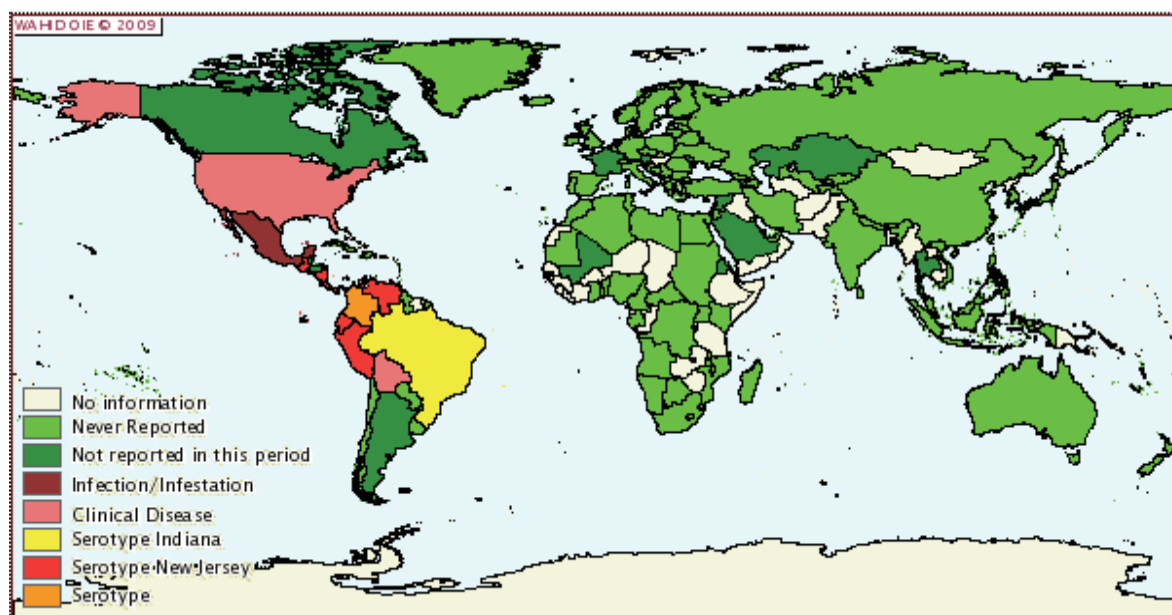 WAHID OIE © 2009
No information
Never Reported
Not reported in this period
Infection/Infestation
Clinical Disease
Serotype Indiana
Serotype New Jersey
Serotype